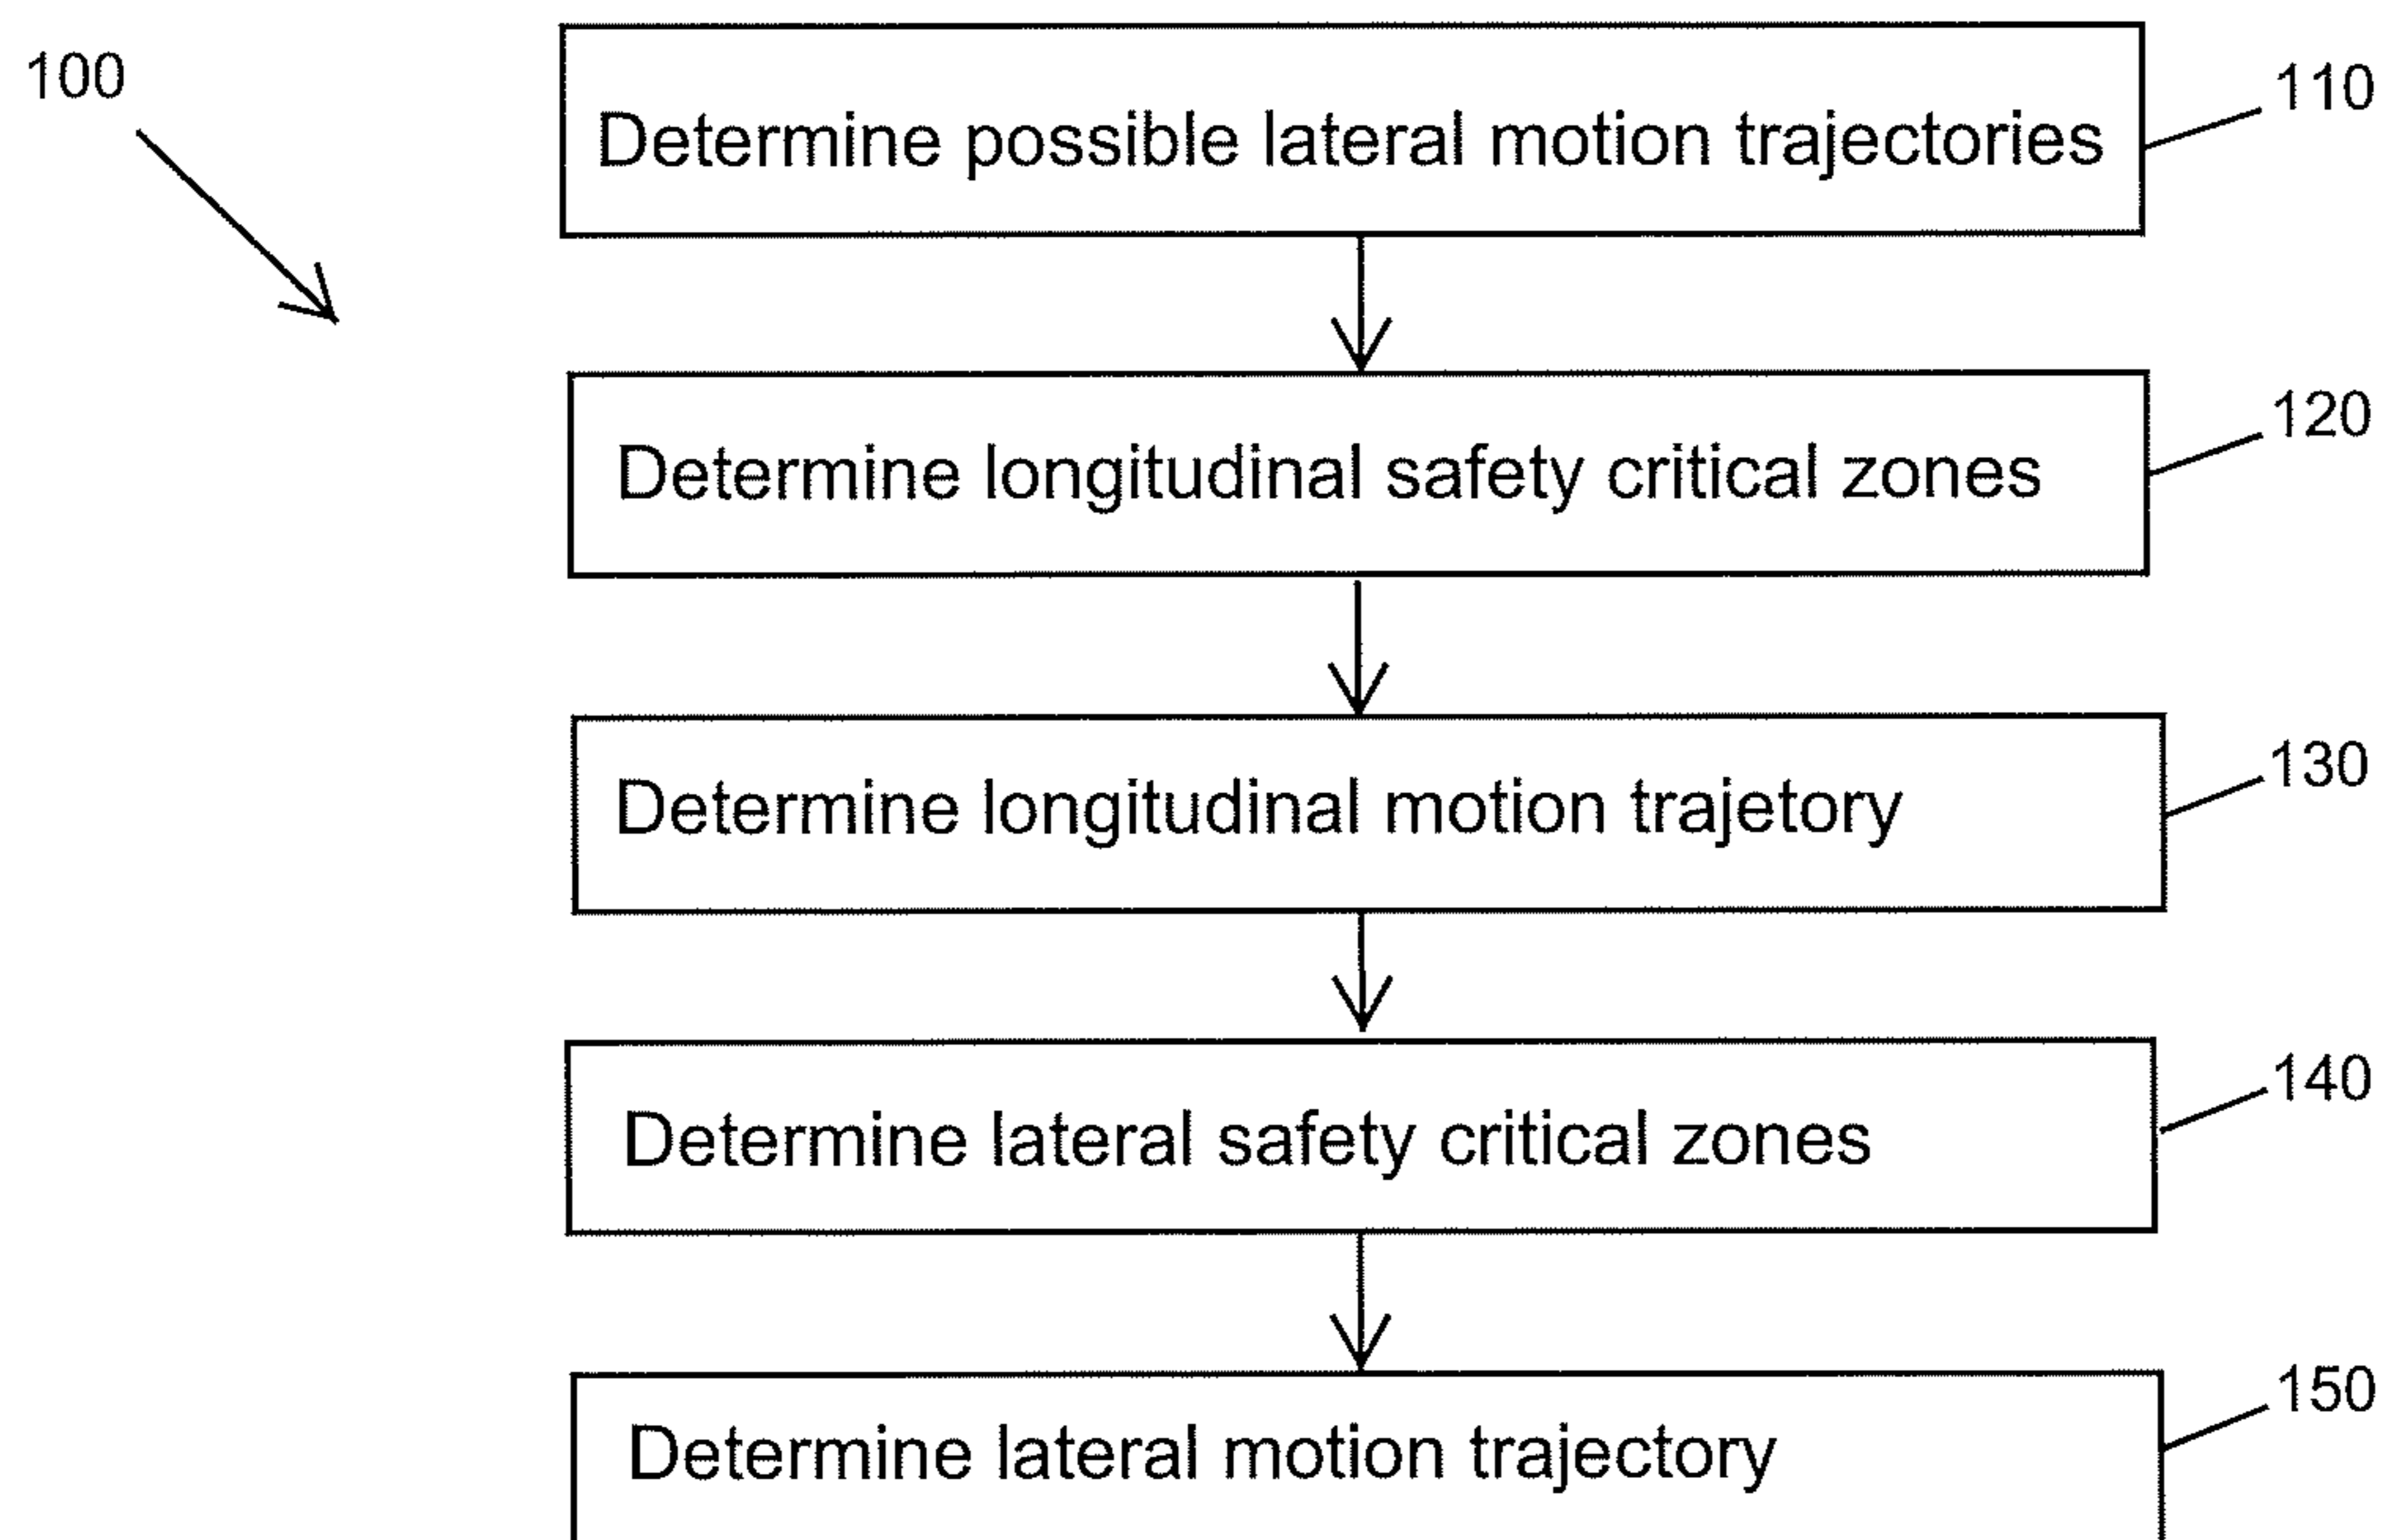 100
Determine possible lateral motion trajectories
110
Determine longitudinal safety critical zones
120
Determine longitudinal motion trajetory
130
Determine lateral safety critical zones
140
Determine lateral motion trajectory
150